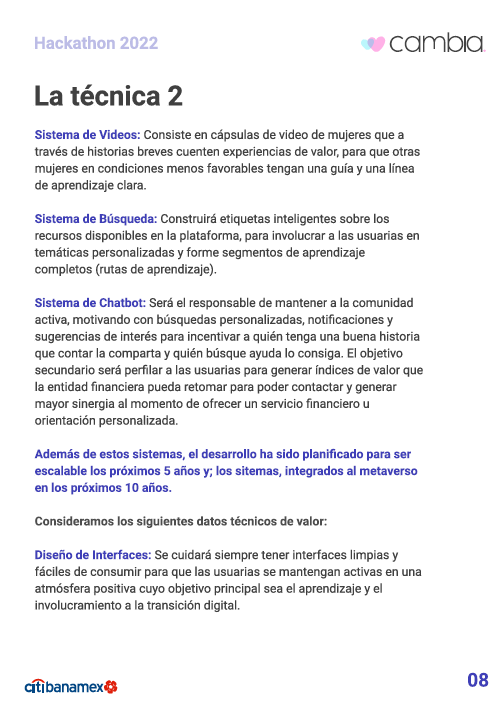 Hackathon 2022
cambia
La técnica 2
Sistema de Videos: Consiste en cápsulas de video de mujeres que a
través de historias breves cuenten experiencias de valor, para que otras
mujeres en condiciones menos favorables tengan una guía y una línea
de aprendizaje clara.
Sistema de Búsqueda: Construirá etiquetas inteligentes sobre los
recursos disponibles en la plataforma, para involucrar a las usuarias en
temáticas personalizadas y forme segmentos de aprendizaje
completos (rutas de aprendizaje).
Sistema de Chatbot: Será el responsable de mantener a la comunidad
activa, motivando con búsquedas personalizadas, notificaciones y
sugerencias de interés para incentivar a quién tenga una buena historia
que contar la comparta y quién búsque ayuda lo consiga. El objetivo
secundario será perfilar a las usuarias para generar índices de valor que
la entidad financiera pueda retomar para poder contactar y generar
mayor sinergia al momento de ofrecer un servicio financiero u
orientación personalizada.
Además de estos sistemas, el desarrollo ha sido planificado para ser
escalable los próximos 5 años y; los sitemas, integrados al metaverso
en los próximos 10 años.
Consideramos los siguientes datos técnicos de valor:
Diseño de Interfaces: Se cuidará siempre tener interfaces limpias y
fáciles de consumir para que las usuarias se mantengan activas en una
atmósfera positiva cuyo objetivo principal sea el aprendizaje y el
involucramiento a la transición digital.
citibanamex
08